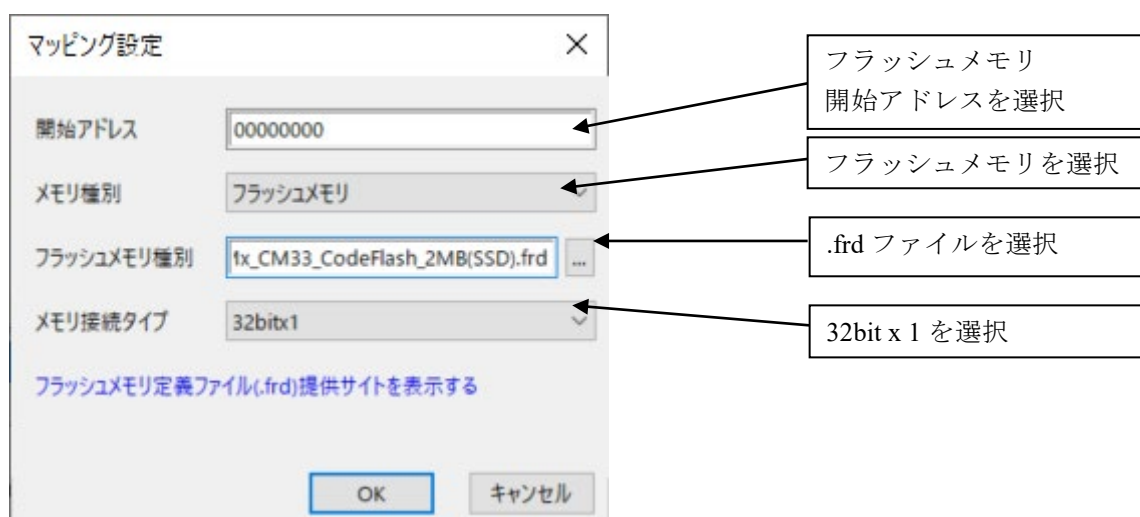 マッピング設定
開始アドレス
00000000
メモリ種別
フラッシュメモリ
フラッシュメモリ種別
1x_CM33_CodeFlash_2MB(SSD).frd
...
メモリ接続タイプ
32bitx1
フラッシュメモリ定義ファイル(.frd)提供サイトを表示する
OK
キャンセル
フラッシュメモリ
開始アドレスを選択
フラッシュメモリを選択
.frd ファイルを選択
32bit x 1 を選択